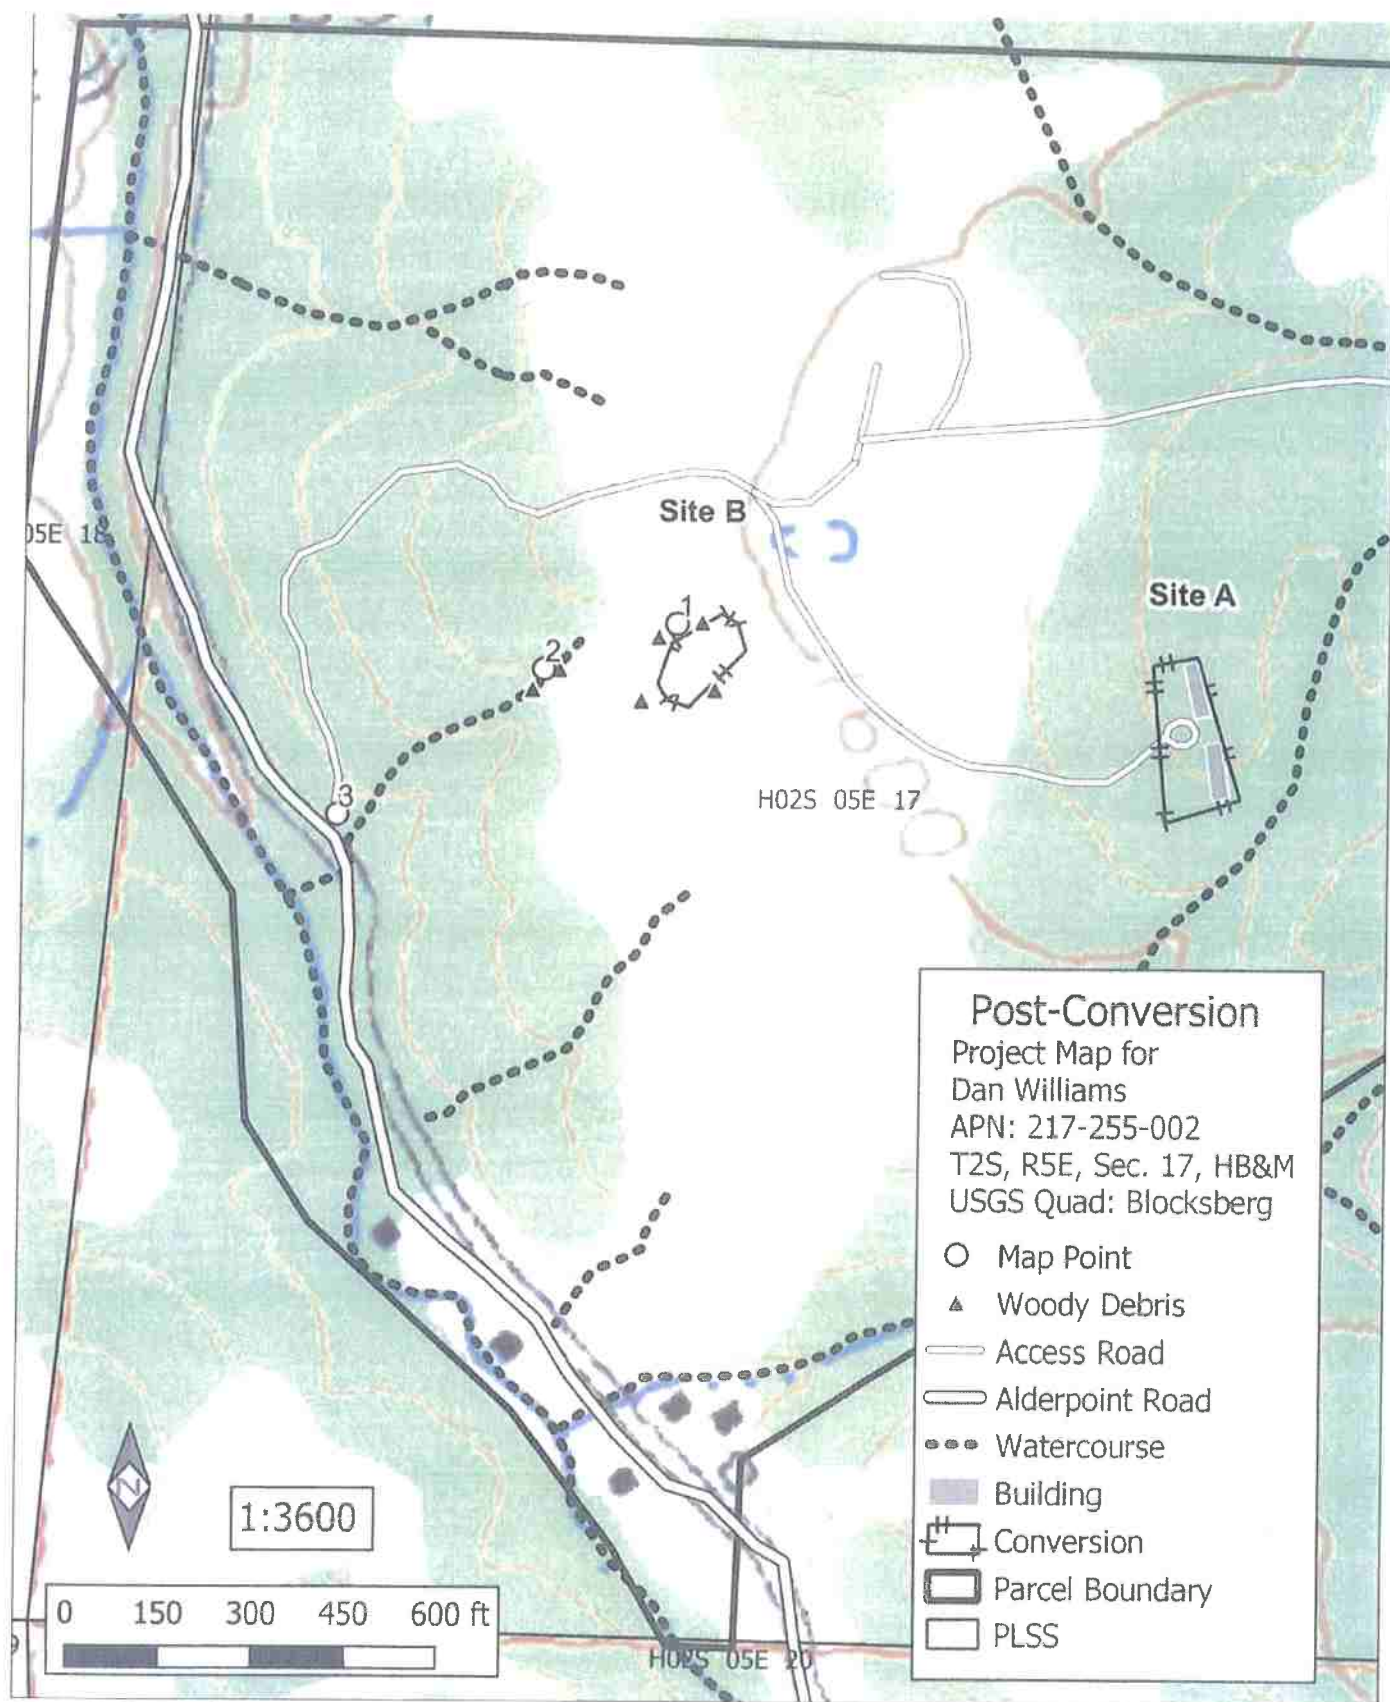 05E 18
Site B
Site A
1
2
3
H02S 05E 17
Post-Conversion
Project Map for
Dan Williams
APN: 217-255-002
T2S, R5E, Sec. 17, HB&M
USGS Quad: Blocksberg
Map Point
Woody Debris
Access Road
Alderpoint Road
Watercourse
Building
Conversion
Parcel Boundary
PLSS
N
1:3600
0 150 300 450 600 ft
9
H02S 05E 20